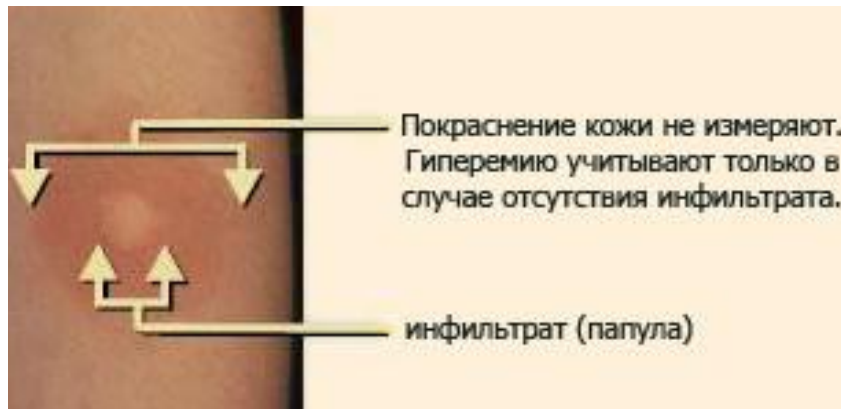 Покраснение кожи не измеряют.
Гиперемию учитывают только в
случае отсутствия инфильтрата.
инфильтрат (папула)